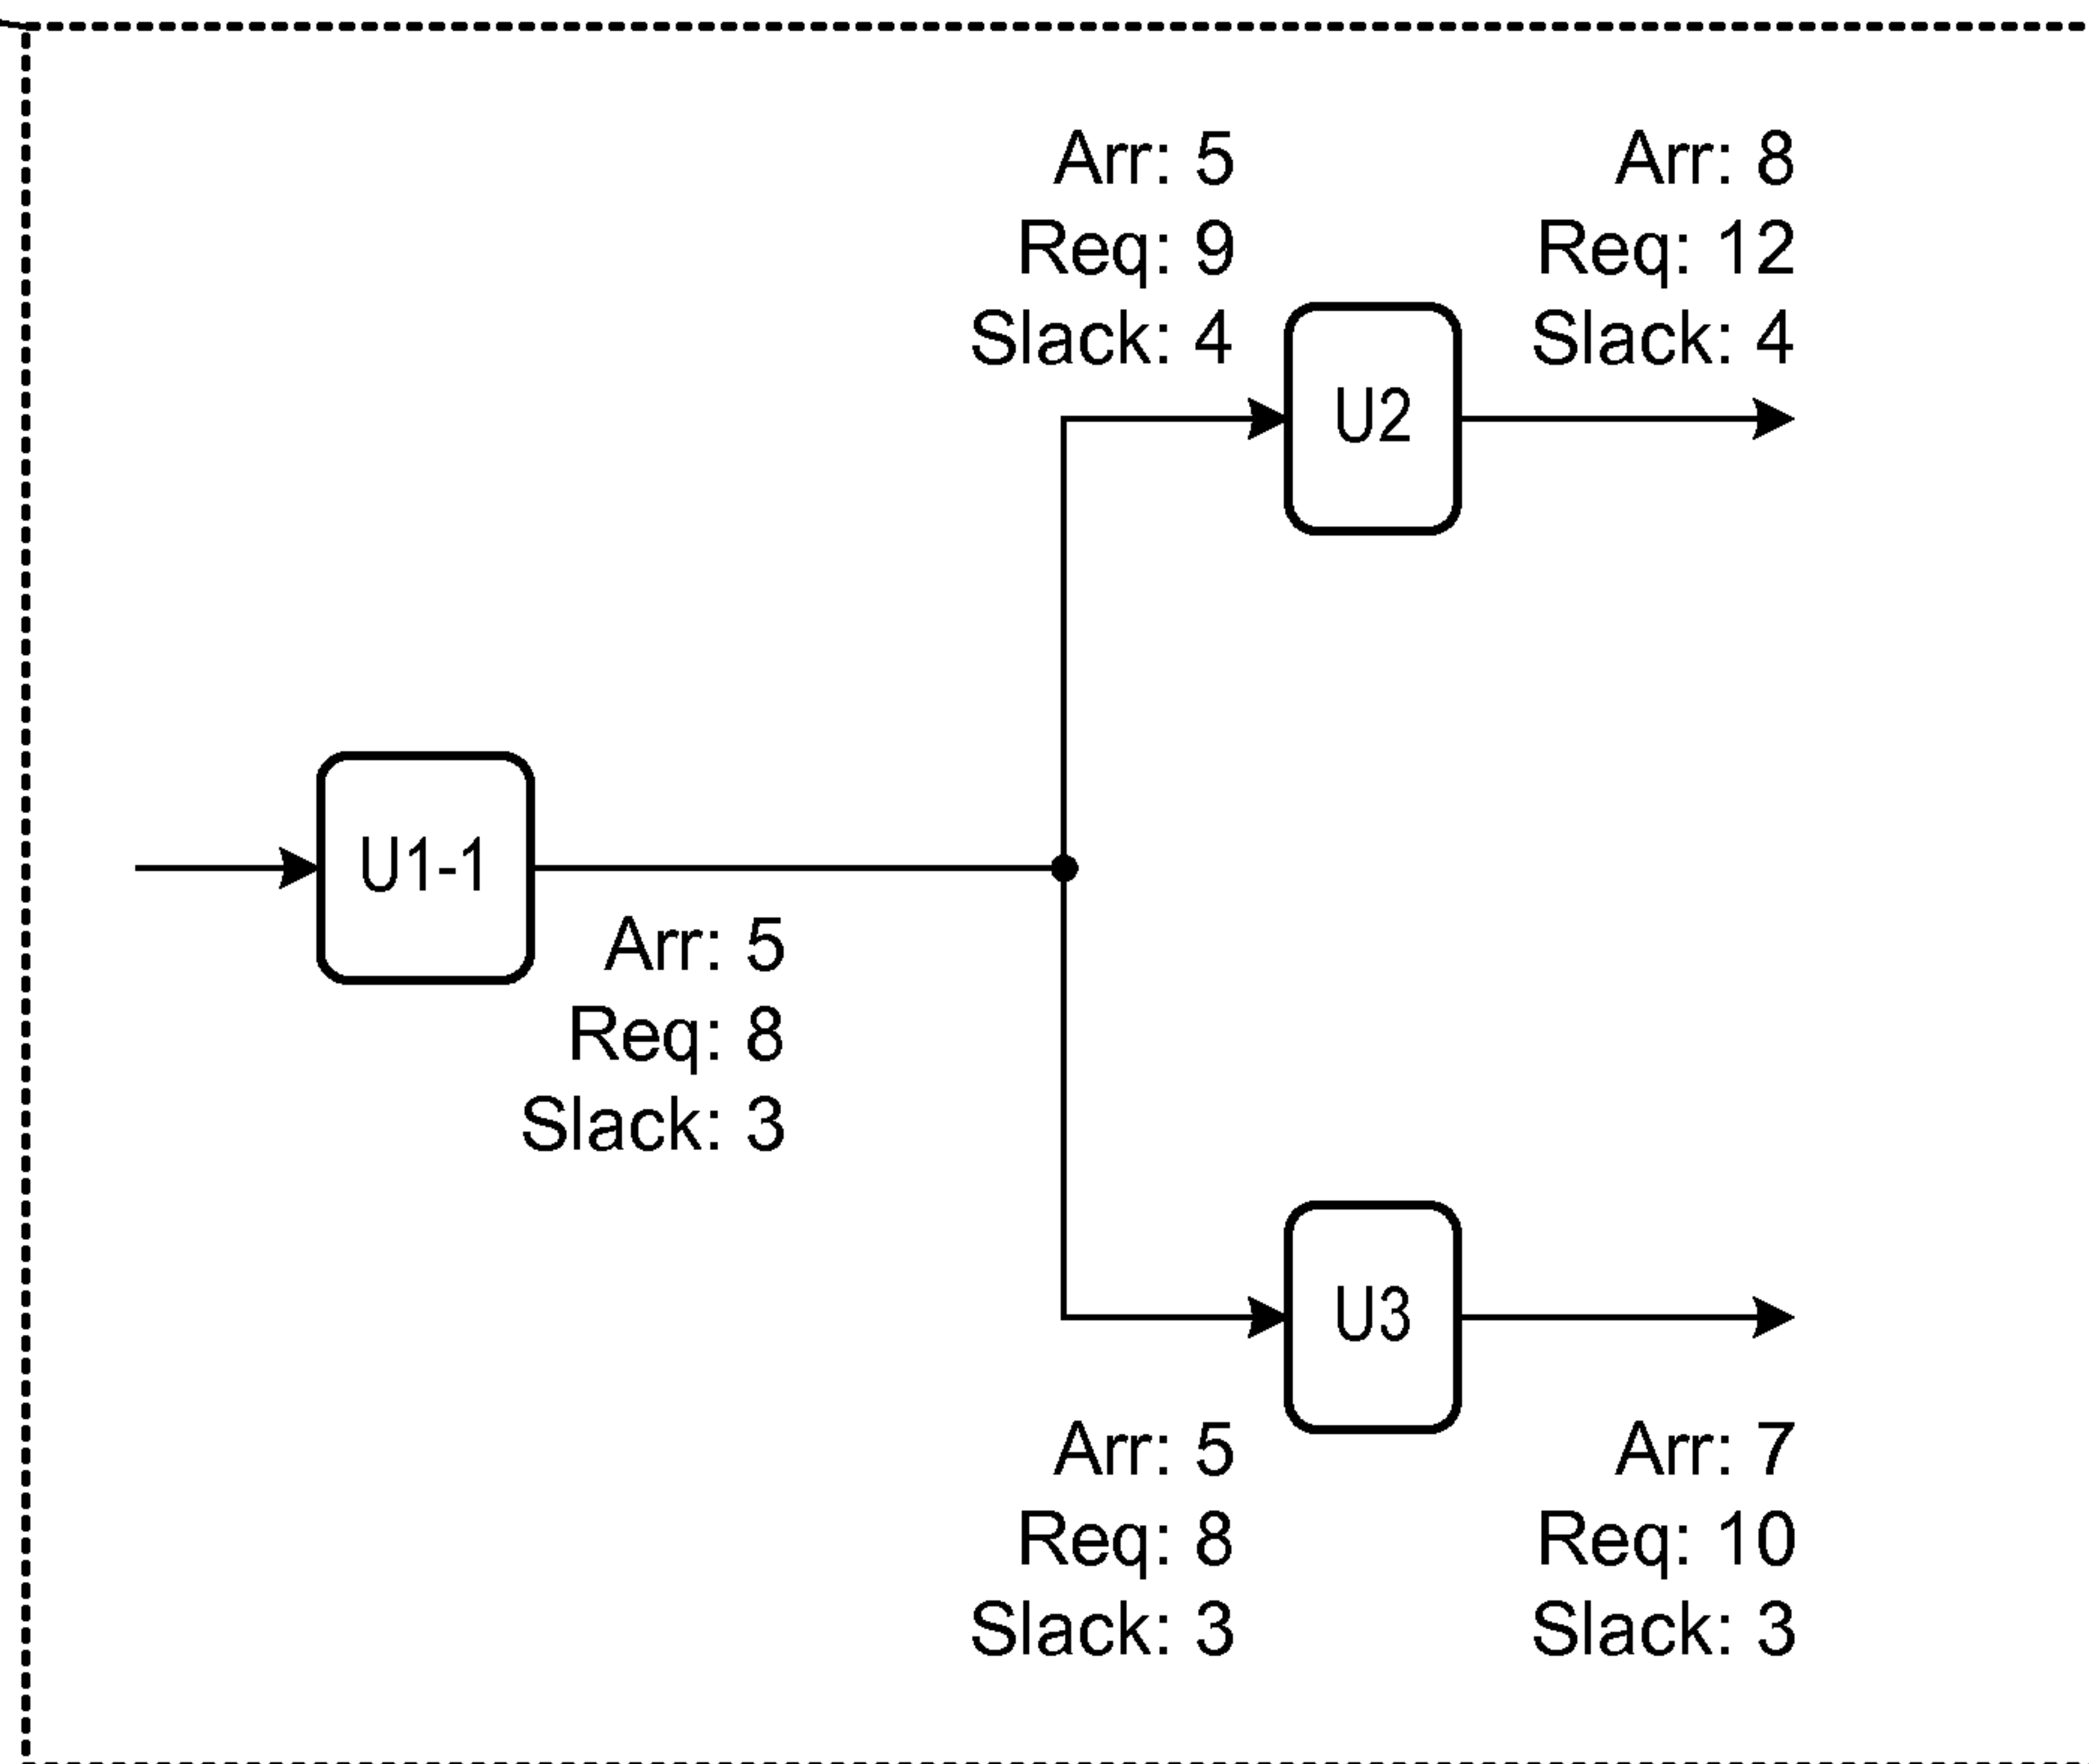 Arr: 5
Req: 9
Slack: 4
Arr: 8
Req: 12
Slack: 4
U2
U1-1
Arr: 5
Req: 8
Slack: 3
U3
Arr: 5
Req: 8
Slack: 3
Arr: 7
Req: 10
Slack: 3